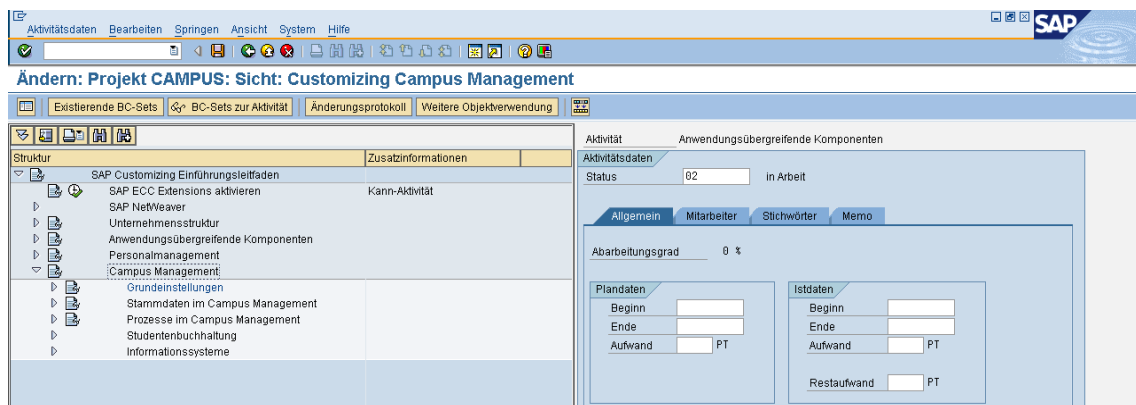 SAP
Aktivitätsdaten Bearbeiten Springen Ansicht System Hilfe
Ändern: Projekt CAMPUS: Sicht: Customizing Campus Management
Existierende BC-Sets BC-Sets zur Aktivität Änderungsprotokoll Weitere Objektverwendung
Struktur Zusatzinformationen
SAP Customizing Einführungsleitfaden
SAP ECC Extensions aktivieren Kann-Aktivität
SAP NetWeaver
Unternehmensstruktur
Anwendungsübergreifende Komponenten
Personalmanagement
Campus Management
Grundeinstellungen
Stammdaten im Campus Management
Prozesse im Campus Management
Studentenbuchhaltung
Informationssysteme
Aktivität Anwendungsübergreifende Komponenten
Aktivitätsdaten
Status 02 in Arbeit
Allgemein Mitarbeiter Stichwörter Memo
Abarbeitungsgrad 0 %
Plandaten
Beginn
Ende
Aufwand PT
Istdaten
Beginn
Ende
Aufwand PT
Restaufwand PT